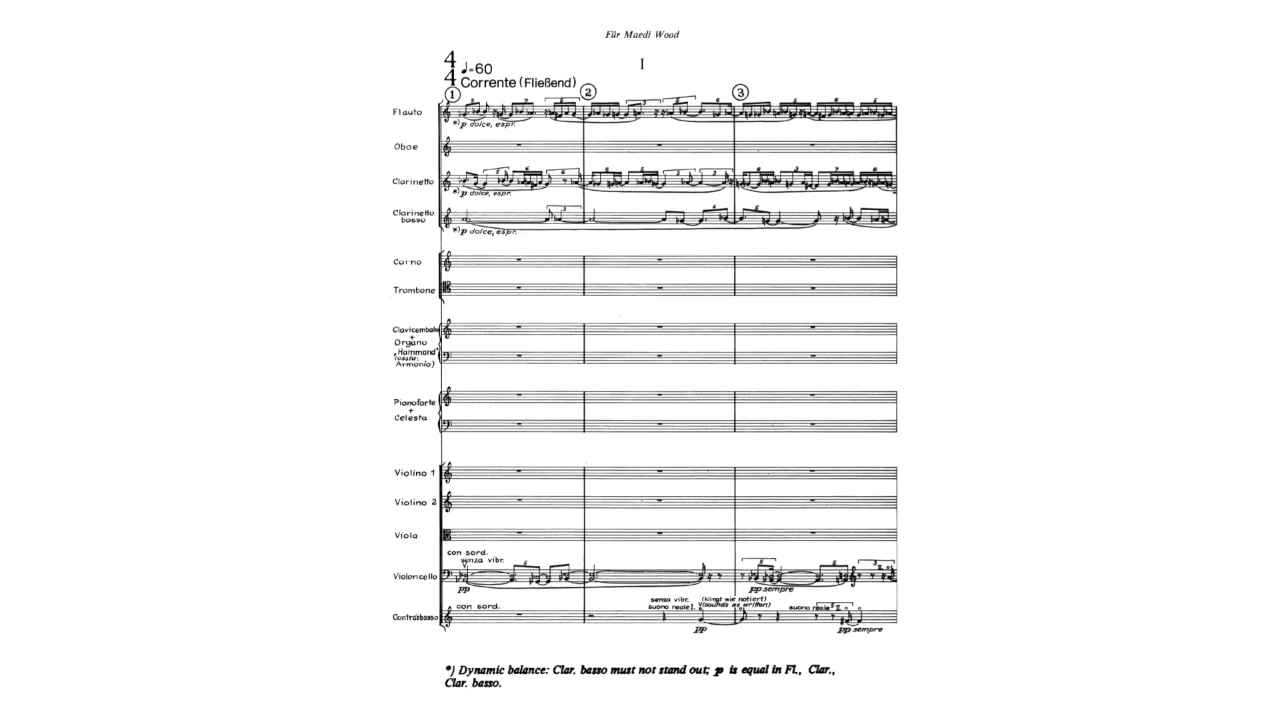 Für Maedi Wood
I
4
4
♩=60
Corrente (Fließend)
1
2
3
Flauto
*) p dolce, espr.
Oboe
Clarinetto
*) p dolce, espr.
Clarinetto
basso
*) p dolce, espr.
Corno
Trombone
Clavicembalo
+
Organo
'Hammond'
(ossia:
Armonio)
Pianoforte
+
Celesta
Violino 1
Violino 2
Viola
con sord.
senza vibr.
Violoncello
pp
pp sempre
con sord.
senza vibr. (klingt wie notiert)
suono reale I. (sounds as written)
suono reale II.
Contrabasso
pp
pp sempre
*) Dynamic balance: Clar. basso must not stand out; p is equal in Fl., Clar.,
Clar. basso.